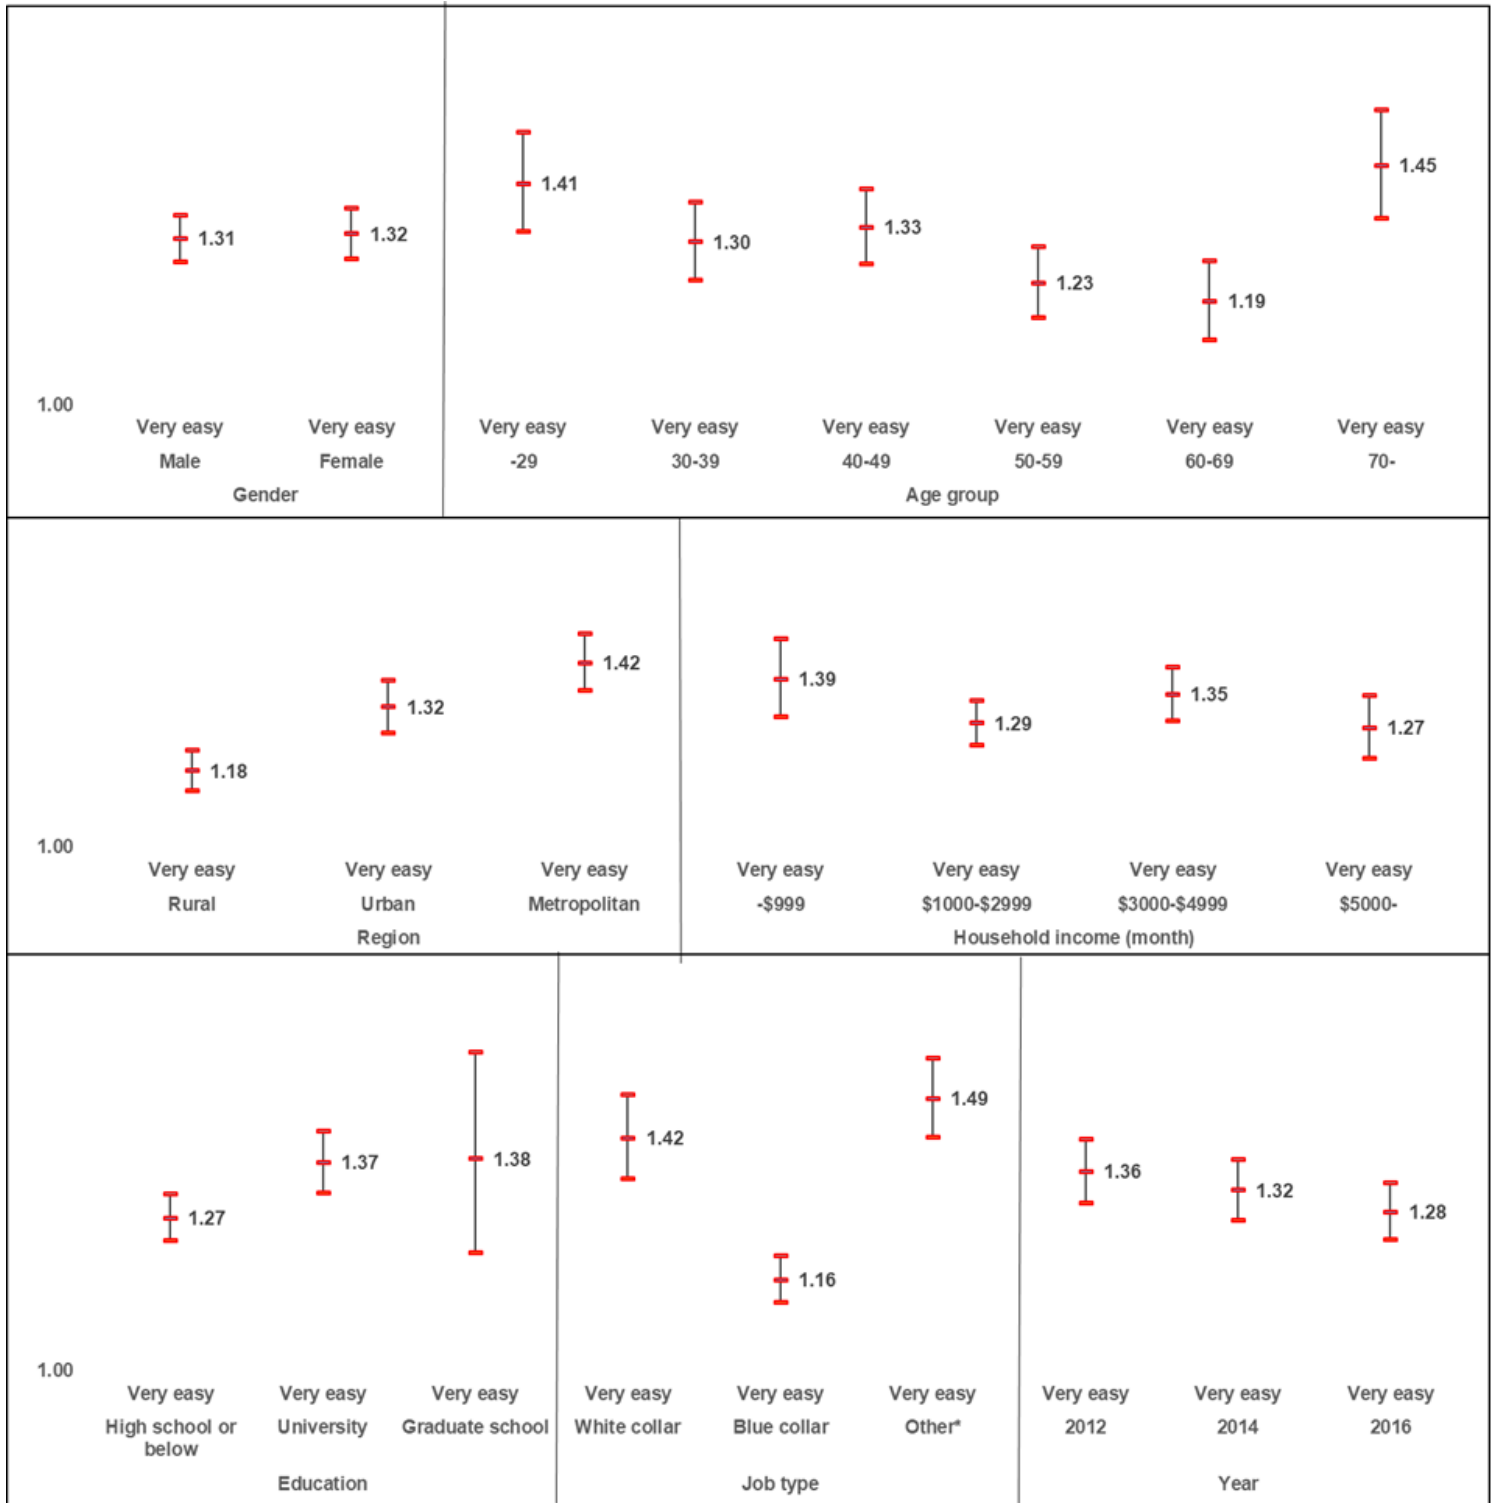 1.41
1.45
1.31
1.32
1.30
1.33
1.23
1.19
1.00
Very easy Very easy Very easy Very easy Very easy Very easy Very easy Very easy
Male Female -29 30-39 40-49 50-59 60-69 70-
Gender Age group
1.18
1.32
1.42
1.39
1.29
1.35
1.27
1.00
Very easy Very easy Very easy Very easy Very easy Very easy Very easy
Rural Urban Metropolitan -$999 $1000-$2999 $3000-$4999 $5000-
Region Household income (month)
1.27
1.37
1.38
1.42
1.16
1.49
1.36
1.32
1.28
1.00
Very easy Very easy Very easy Very easy Very easy Very easy Very easy Very easy Very easy
High school or University Graduate school White collar Blue collar Other* 2012 2014 2016
below
Education Job type Year